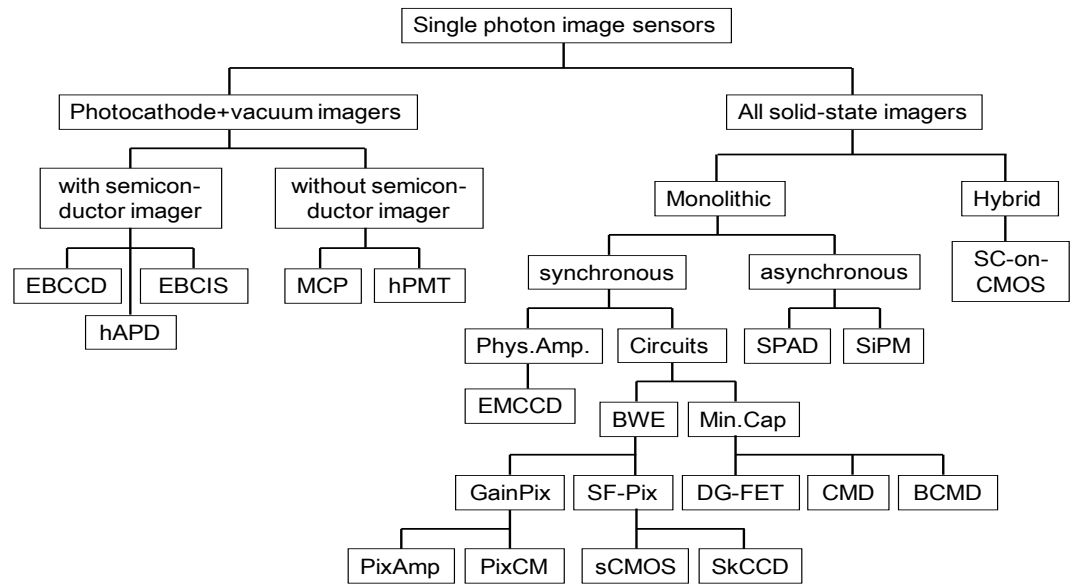 Single photon image sensors
Photocathode+vacuum imagers
All solid-state imagers
with semicon-
ductor imager
without semicon-
ductor imager
Monolithic
Hybrid
EBCCD
EBCIS
MCP
hPMT
synchronous
asynchronous
SC-on-
CMOS
hAPD
Phys.Amp.
Circuits
SPAD
SiPM
EMCCD
BWE
Min.Cap
GainPix
SF-Pix
DG-FET
CMD
BCMD
PixAmp
PixCM
sCMOS
SkCCD